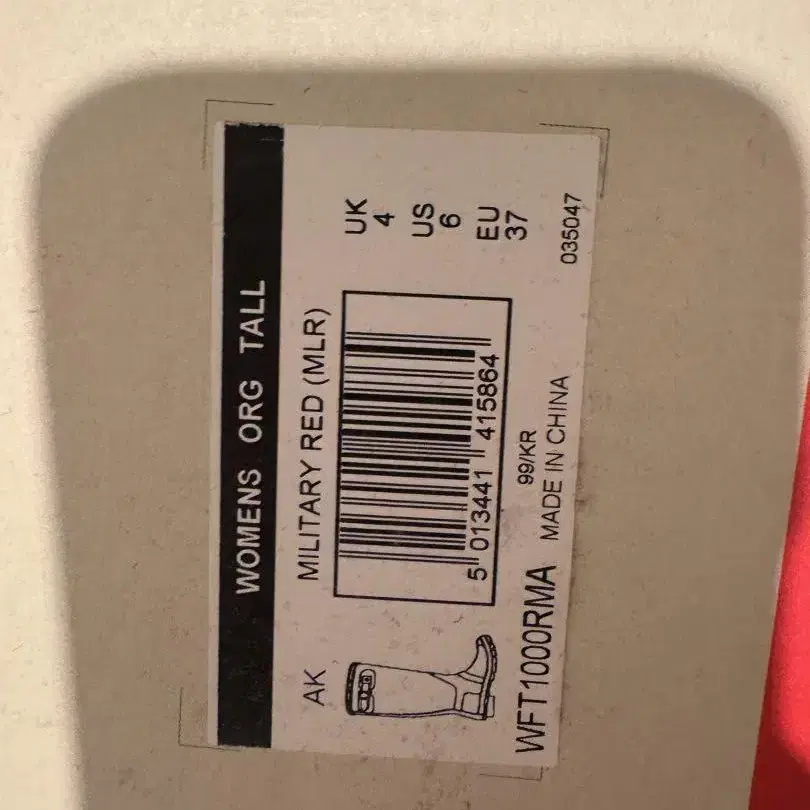 WOMENS ORG TALL
AK
MILITARY RED (MLR)
UK
4
US
6
EU
37
5 013441 415864
99/KR
WFT1000RMA
MADE IN CHINA
035047